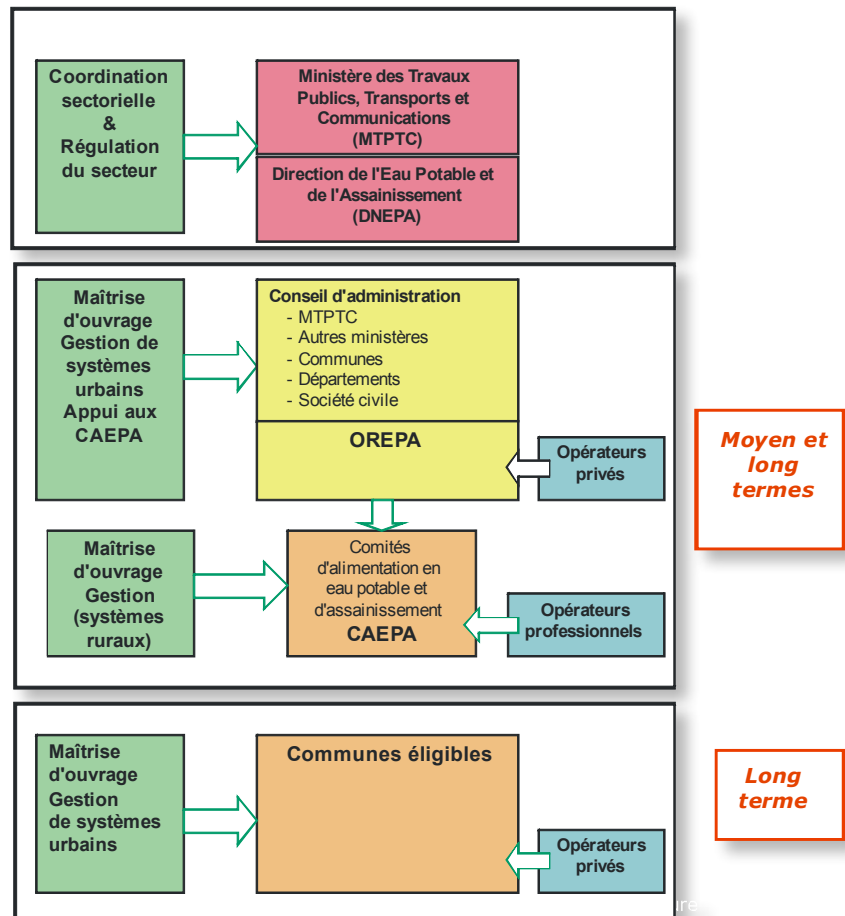 Coordination
sectorielle
&
Régulation
du secteur
Ministère des Travaux
Publics, Transports et
Communications
(MTPTC)
Direction de l'Eau Potable et
de l'Assainissement
(DNEPA)
Maîtrise
d'ouvrage
Gestion de
systèmes
urbains
Appui aux
CAEPA
Conseil d'administration
- MTPTC
- Autres ministères
- Communes
- Départements
- Société civile
OREPA
Opérateurs
privés
Moyen et
long
termes
Maîtrise
d'ouvrage
Gestion
(systèmes
ruraux)
Comités
d'alimentation en
eau potable et
d'assainissement
CAEPA
Opérateurs
professionnels
Maîtrise
d'ouvrage
Gestion
de systèmes
urbains
Communes éligibles
Opérateurs
privés
Long
terme